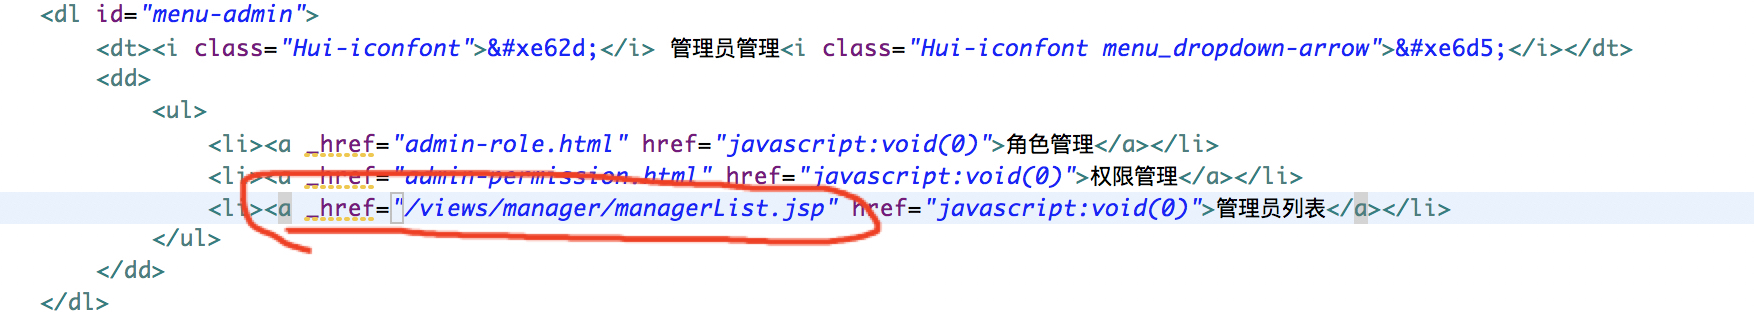 <dl id="menu-admin">
<dt><i class="Hui-iconfont">&#xe62d;</i> 管理员管理<i class="Hui-iconfont menu_dropdown-arrow">&#xe6d5;</i></dt>
<dd>
<ul>
<li><a _href="admin-role.html" href="javascript:void(0)">角色管理</a></li>
<li><a _href="admin-permission.html" href="javascript:void(0)">权限管理</a></li>
<li><a _href="/views/manager/managerList.jsp" href="javascript:void(0)">管理员列表</a></li>
</ul>
</dd>
</dl>